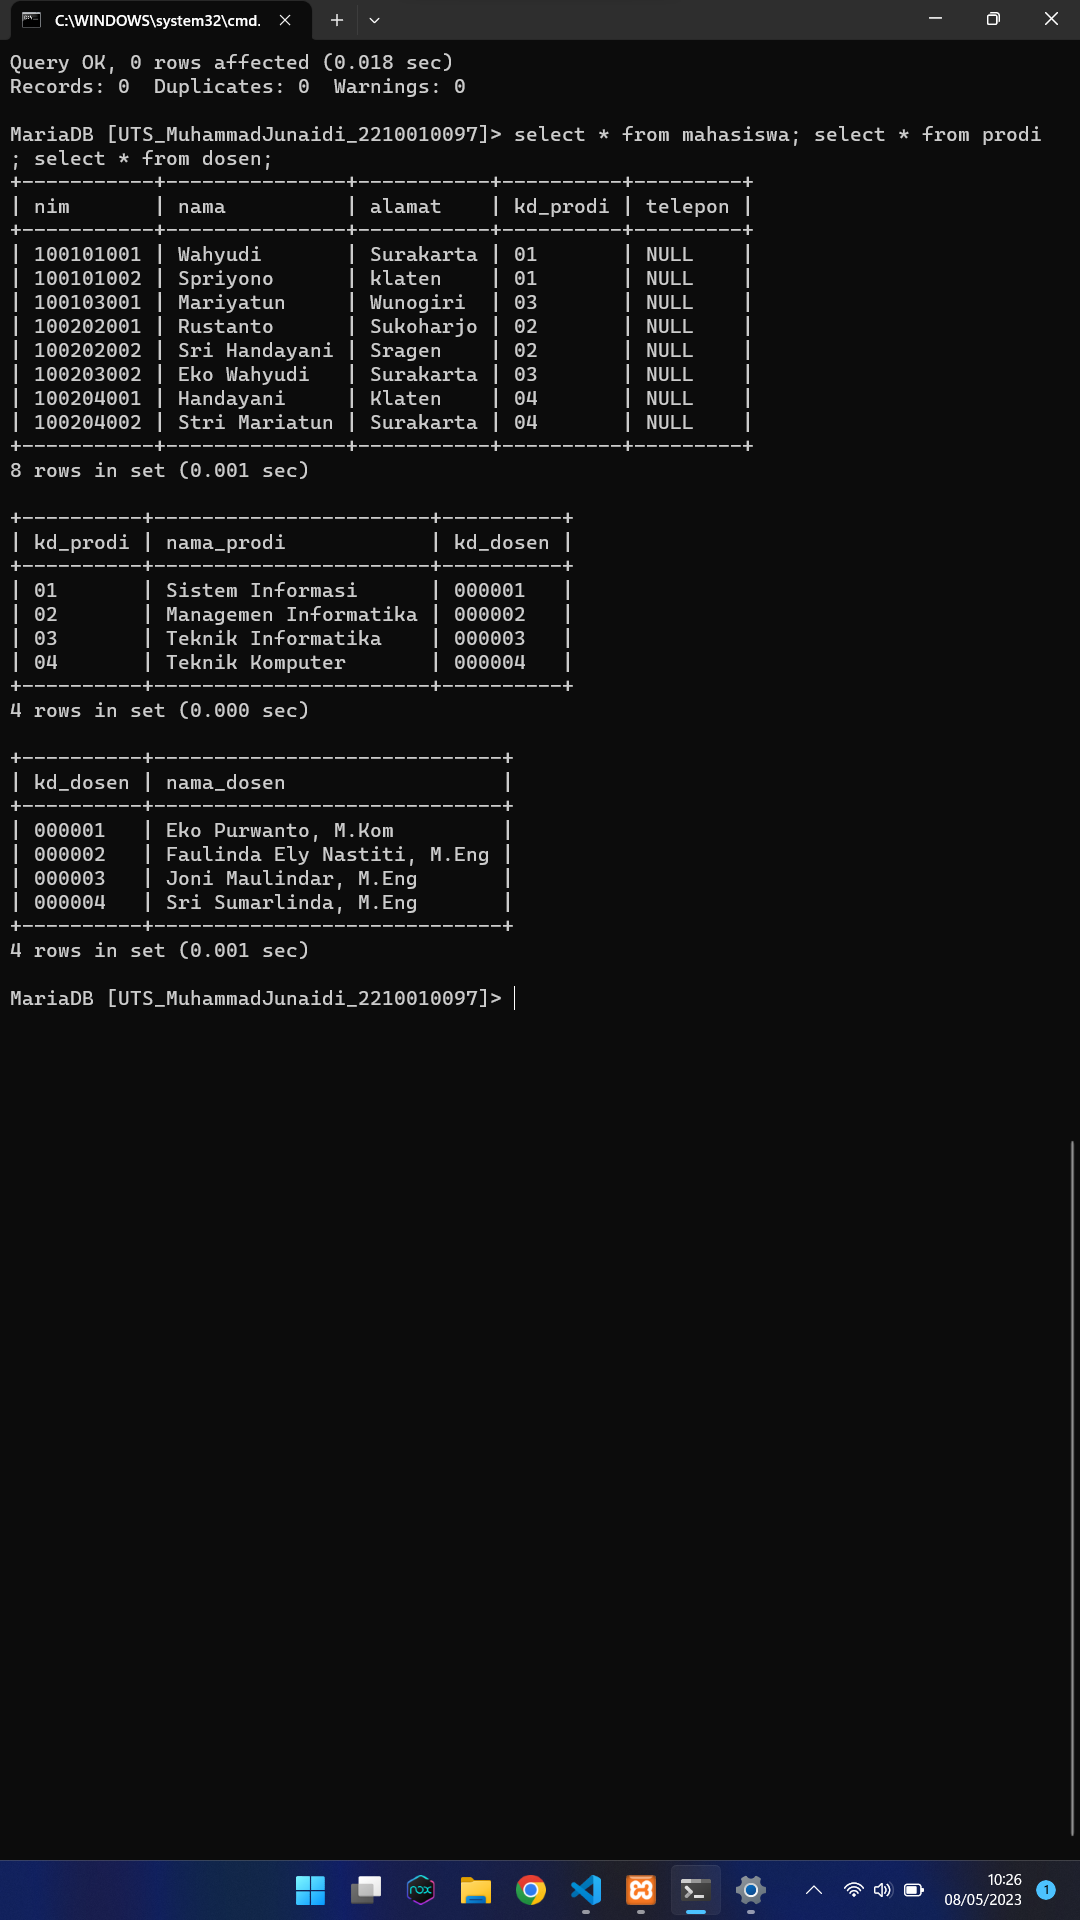 C:\WINDOWS\system32\cmd.
Query OK, 0 rows affected (0.018 sec)
Records: 0  Duplicates: 0  Warnings: 0
MariaDB [UTS_MuhammadJunaidi_2210010097]> select * from mahasiswa; select * from prodi
; select * from dosen;
+-----------+---------------+-----------+----------+---------+
| nim       | nama          | alamat    | kd_prodi | telepon |
+-----------+---------------+-----------+----------+---------+
| 100101001 | Wahyudi       | Surakarta | 01       | NULL    |
| 100101002 | Spriyono      | klaten    | 01       | NULL    |
| 100103001 | Mariyatun     | Wunogiri  | 03       | NULL    |
| 100202001 | Rustanto      | Sukoharjo | 02       | NULL    |
| 100202002 | Sri Handayani | Sragen    | 02       | NULL    |
| 100203002 | Eko Wahyudi   | Surakarta | 03       | NULL    |
| 100204001 | Handayani     | Klaten    | 04       | NULL    |
| 100204002 | Stri Mariatun | Surakarta | 04       | NULL    |
+-----------+---------------+-----------+----------+---------+
8 rows in set (0.001 sec)
+----------+-----------------------+----------+
| kd_prodi | nama_prodi            | kd_dosen |
+----------+-----------------------+----------+
| 01       | Sistem Informasi      | 000001   |
| 02       | Managemen Informatika | 000002   |
| 03       | Teknik Informatika    | 000003   |
| 04       | Teknik Komputer       | 000004   |
+----------+-----------------------+----------+
4 rows in set (0.000 sec)
+----------+-----------------------------+
| kd_dosen | nama_dosen                  |
+----------+-----------------------------+
| 000001   | Eko Purwanto, M.Kom         |
| 000002   | Faulinda Ely Nastiti, M.Eng |
| 000003   | Joni Maulindar, M.Eng       |
| 000004   | Sri Sumarlinda, M.Eng       |
+----------+-----------------------------+
4 rows in set (0.001 sec)
MariaDB [UTS_MuhammadJunaidi_2210010097]>
nox
10:26
08/05/2023
1